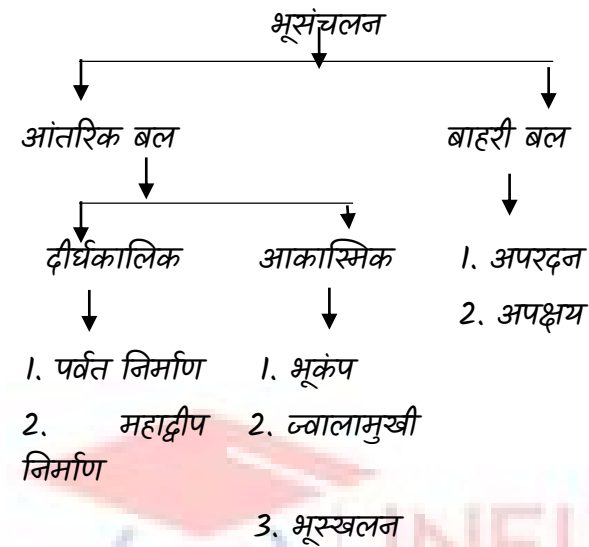 भूसंचलन
आंतरिक बल
बाहरी बल
दीर्घकालिक
आकास्मिक
1. अपरदन
2. अपक्षय
1. पर्वत निर्माण
2. महाद्वीप
निर्माण
1. भूकंप
2. ज्वालामुखी
3. भूस्खलन